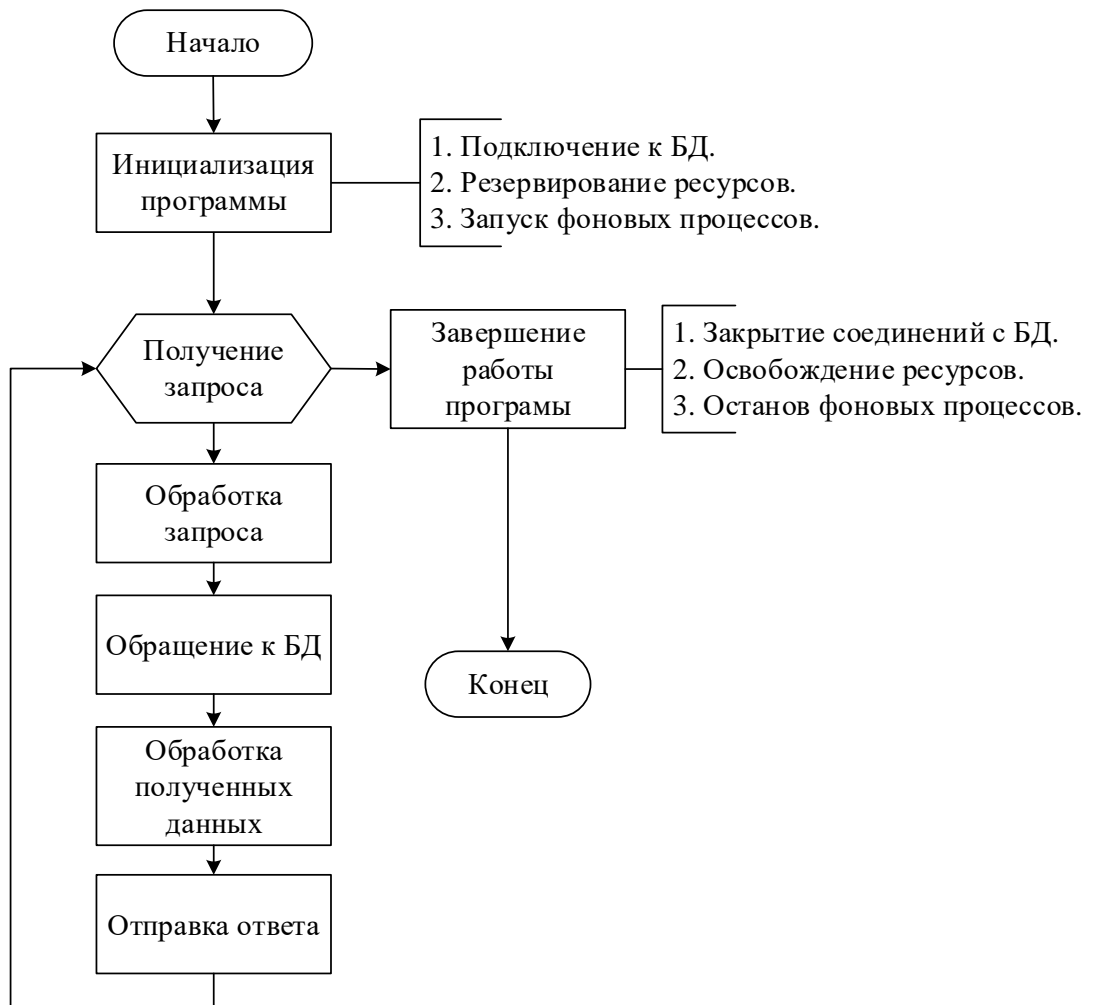 Начало
Инициализация
программы
1. Подключение к БД.
2. Резервирование ресурсов.
3. Запуск фоновых процессов.
Получение
запроса
Завершение
работы
програмы
1. Закрытие соединений с БД.
2. Освобождение ресурсов.
3. Останов фоновых процессов.
Обработка
запроса
Обращение к БД
Конец
Обработка
полученных
данных
Отправка ответа